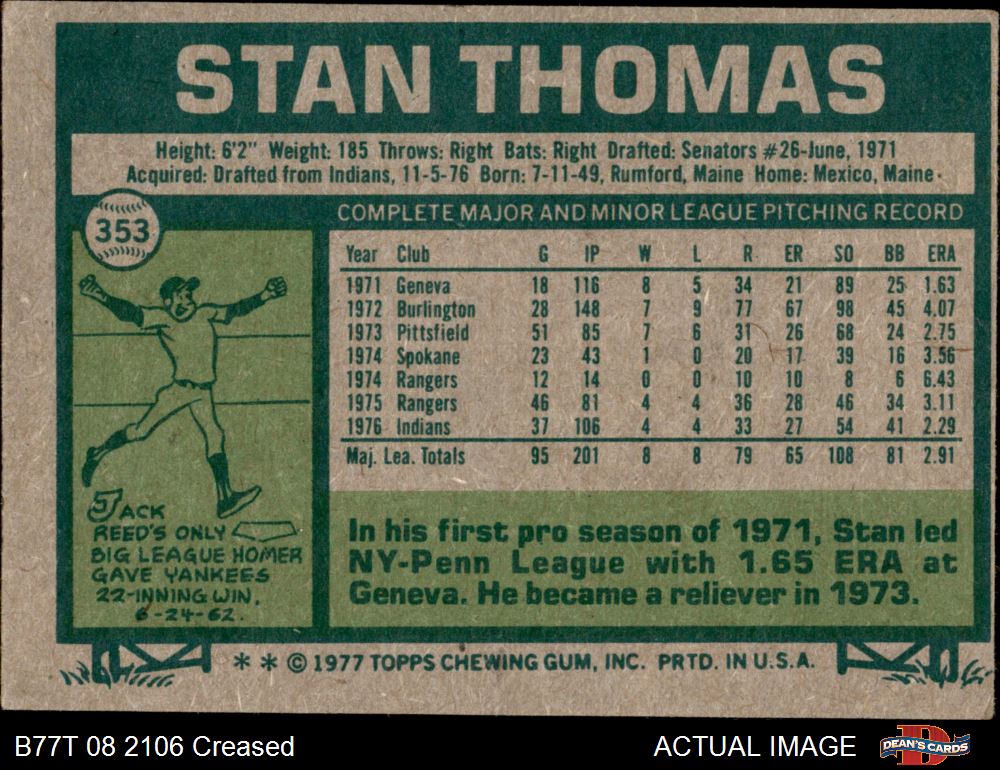 STAN THOMAS
Height: 6'2" Weight: 185 Throws: Right Bats: Right Drafted: Senators #26-June, 1971
Acquired: Drafted from Indians, 11-5-76 Born: 7-11-49, Rumford, Maine Home: Mexico, Maine
353
COMPLETE MAJOR AND MINOR LEAGUE PITCHING RECORD
Year Club G IP W L R ER SO BB ERA
1971 Geneva 18 116 8 5 34 21 89 25 1.63
1972 Burlington 28 148 7 9 77 67 98 45 4.07
1973 Pittsfield 51 85 7 6 31 26 68 24 2.75
1974 Spokane 23 43 1 0 20 17 39 16 3.56
1974 Rangers 12 14 0 0 10 10 8 6 6.43
1975 Rangers 46 81 4 4 36 28 46 34 3.11
1976 Indians 37 106 4 4 33 27 54 41 2.29
Maj. Lea. Totals 95 201 8 8 79 65 108 81 2.91
JACK
REED'S ONLY
BIG LEAGUE HOMER
GAVE YANKEES
22-INNING WIN,
6-24-62.
In his first pro season of 1971, Stan led
NY-Penn League with 1.65 ERA at
Geneva. He became a reliever in 1973.
** © 1977 TOPPS CHEWING GUM, INC. PRTD. IN U.S.A.
B77T 08 2106 Creased
ACTUAL IMAGE
DEAN'S CARDS